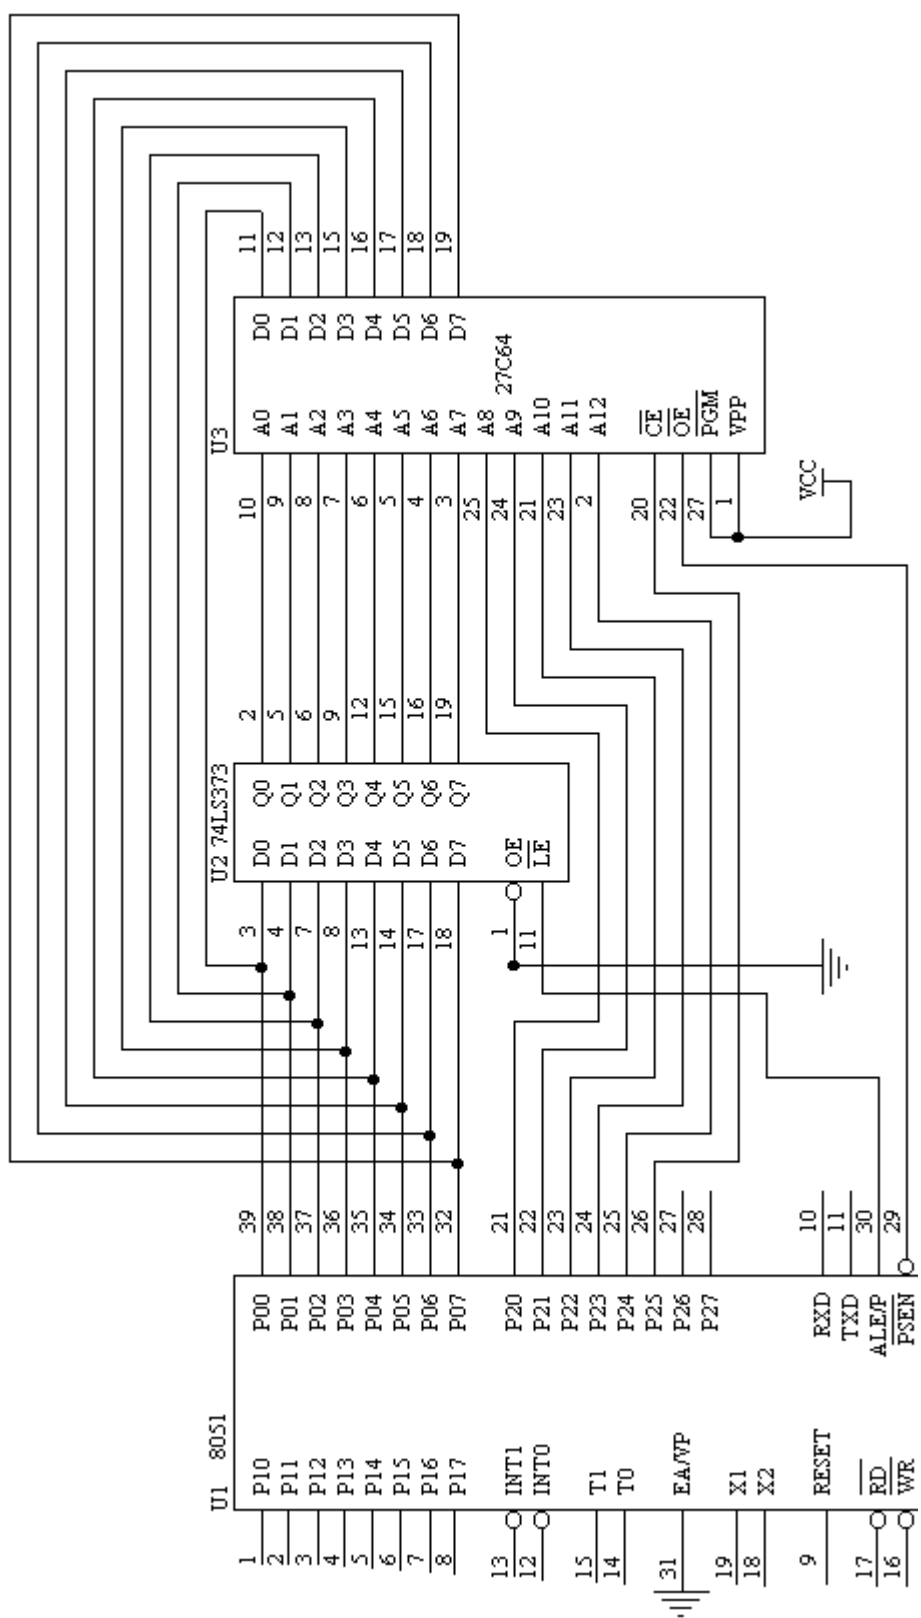 U1 8051
1 P10
2 P11
3 P12
4 P13
5 P14
6 P15
7 P16
8 P17
13 INT1
12 INT0
15 T1
14 T0
31 EA/VP
19 X1
18 X2
9 RESET
17 RD
16 WR
P00 39
P01 38
P02 37
P03 36
P04 35
P05 34
P06 33
P07 32
P20 21
P21 22
P22 23
P23 24
P24 25
P25 26
P26 27
P27 28
RXD 10
TXD 11
ALE/P 30
PSEN 29
U2 74LS373
3 D0 Q0 2
4 D1 Q1 5
7 D2 Q2 6
8 D3 Q3 9
13 D4 Q4 12
14 D5 Q5 15
17 D6 Q6 16
18 D7 Q7 19
1 OE
11 LE
U3
10 A0 D0 11
9 A1 D1 12
8 A2 D2 13
7 A3 D3 15
6 A4 D4 16
5 A5 D5 17
4 A6 D6 18
3 A7 D7 19
25 A8
24 A9
27C64
21 A10
23 A11
2 A12
20 CE
22 OE
27 PGM
1 VPP
VCC